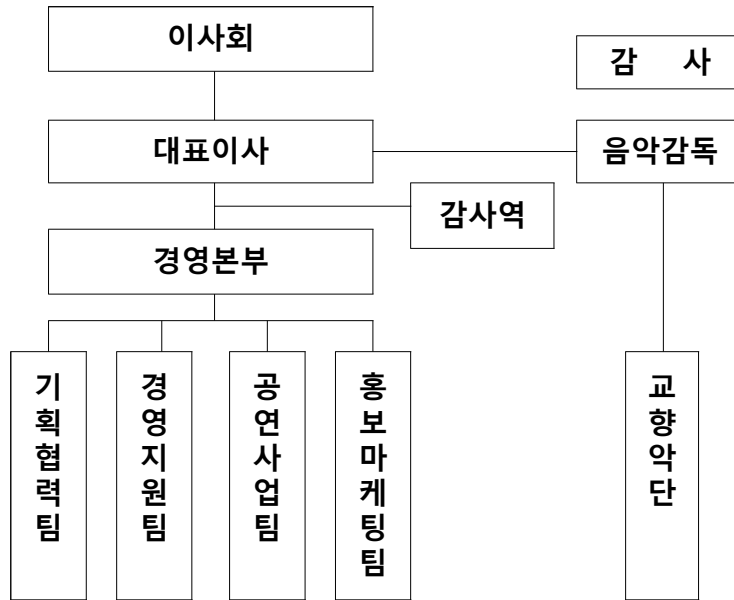 이사회
감 사
대표이사
음악감독
감사역
경영본부
기획협력팀
경영지원팀
공연사업팀
홍보마케팅팀
교향악단